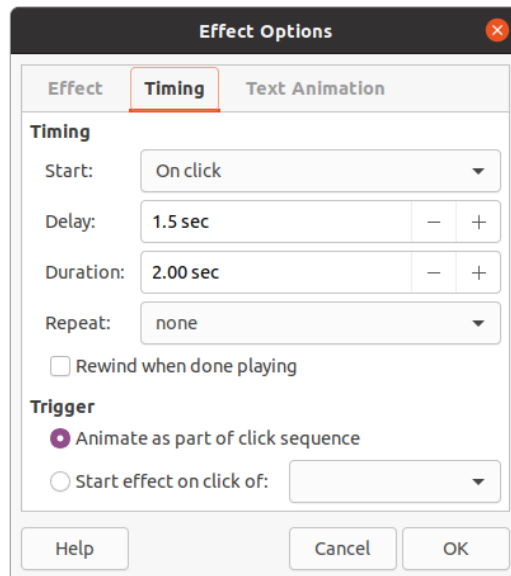 Effect Options
Effect Timing Text Animation
Timing
Start: On click
Delay: 1.5 sec
Duration: 2.00 sec
Repeat: none
Rewind when done playing
Trigger
Animate as part of click sequence
Start effect on click of:
Help Cancel OK